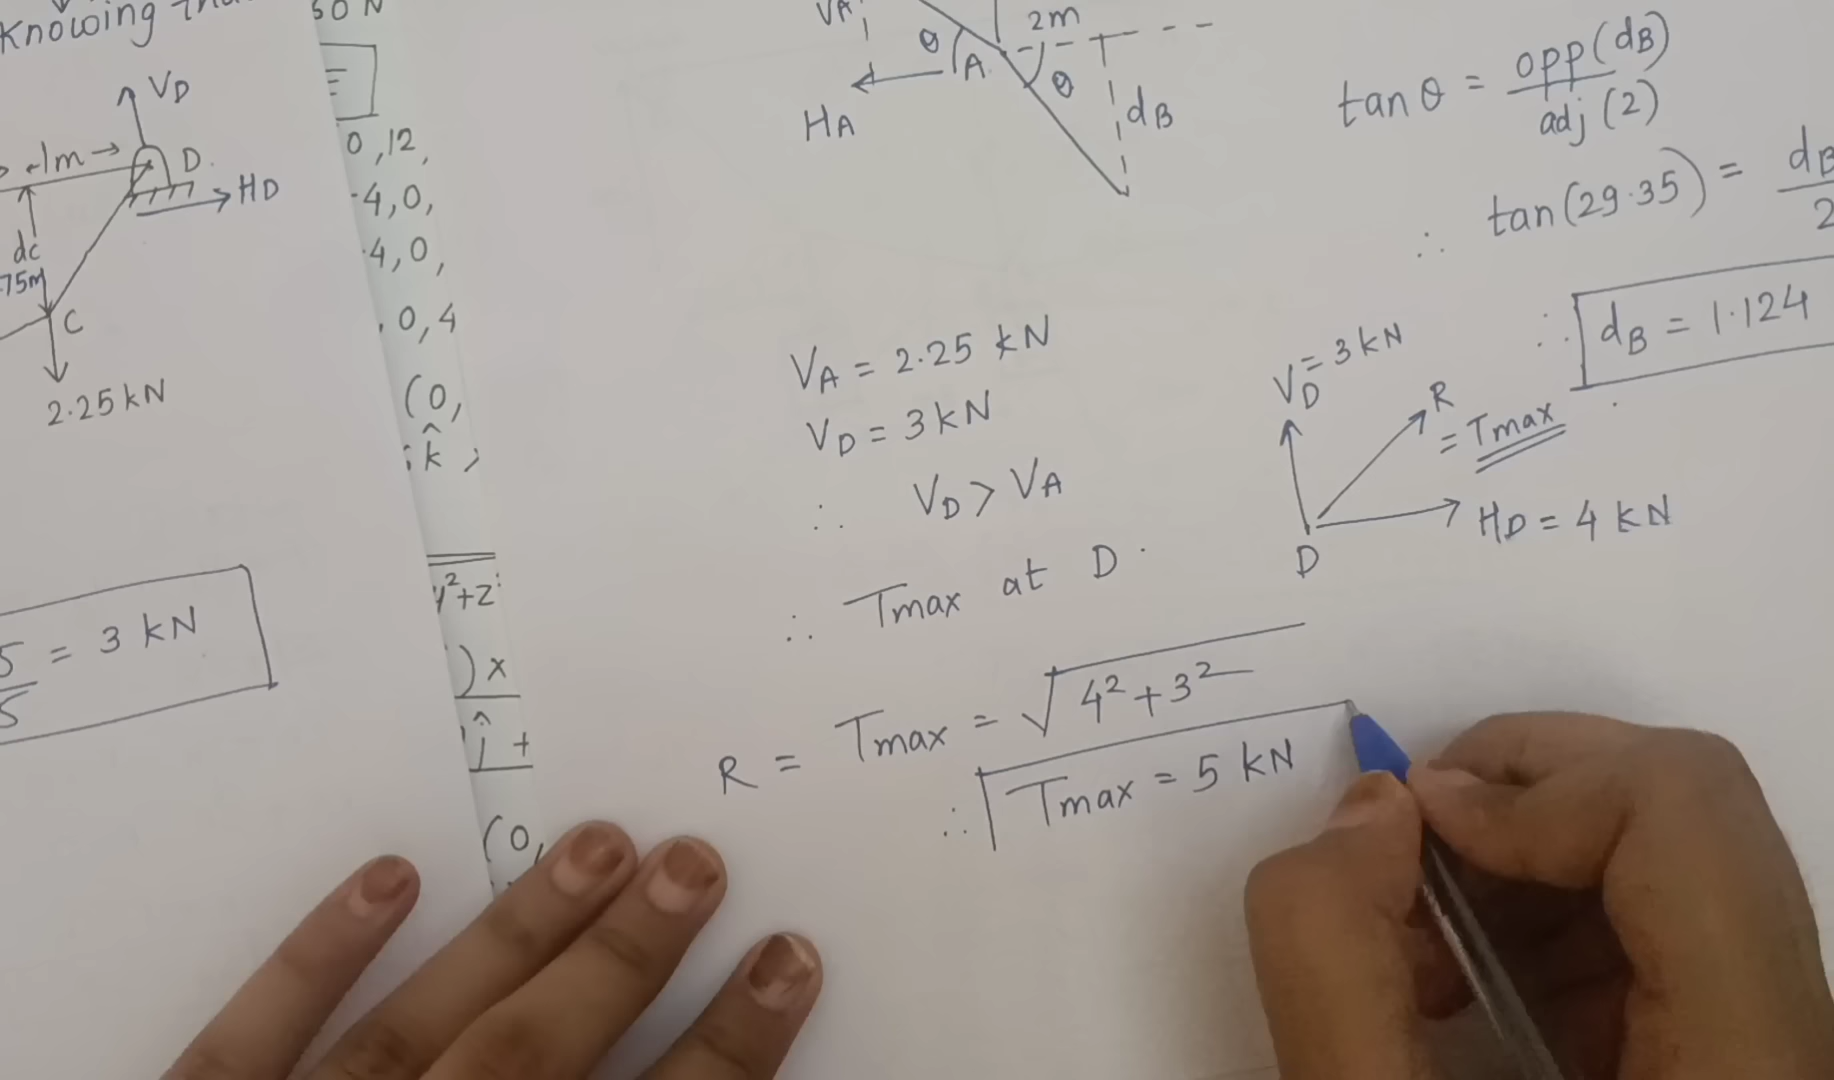 Knowing
50 N
VD
1m → D.
→ HD
dc
75m
C
2.25 kN
5/5 = 3 kN
0,12,
-4,0,
-4,0,
0,4
(0,
k̂
y²+z
)x
ĵ +
(0,
VA
θ
2m
A
θ
HA
dB
tan θ = opp(dB)/adj(2)
∴ tan(29.35) = dB/2
∴ dB = 1.124
VA = 2.25 kN
VD = 3 kN
∴ VD > VA
∴ Tmax at D.
VD = 3 kN
R = Tmax
HD = 4 kN
D
R = Tmax = √4²+3²
∴ Tmax = 5 kN